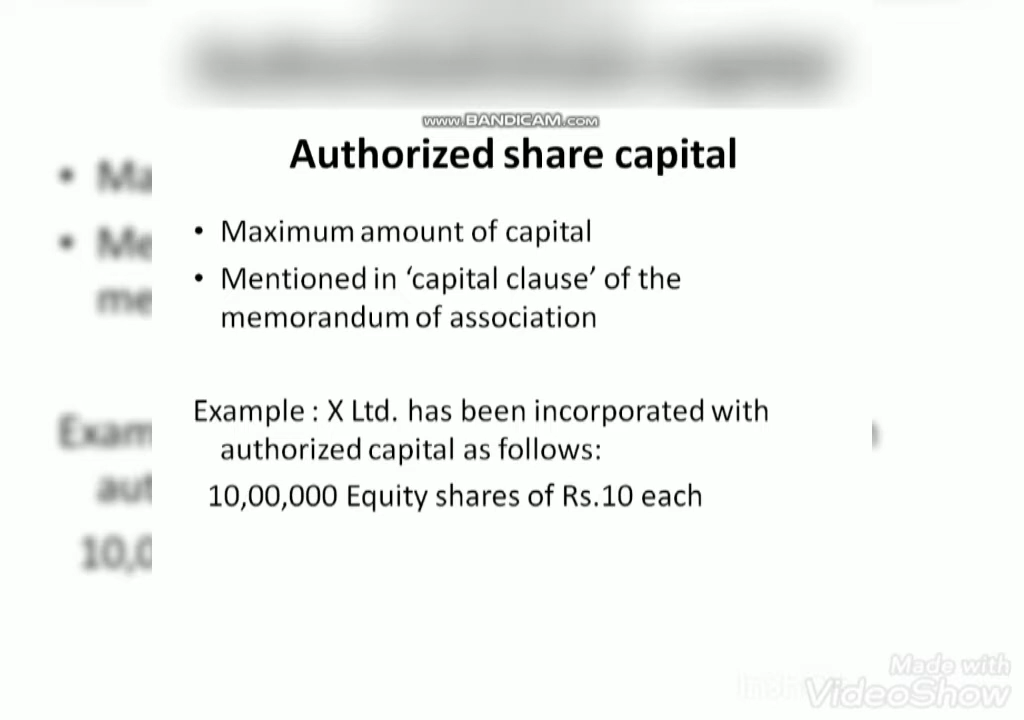 www.BANDICAM.com
Authorized share capital
• Maximum amount of capital
• Mentioned in ‘capital clause’ of the
memorandum of association
Example : X Ltd. has been incorporated with
authorized capital as follows:
10,00,000 Equity shares of Rs.10 each
Made with
VideoShow